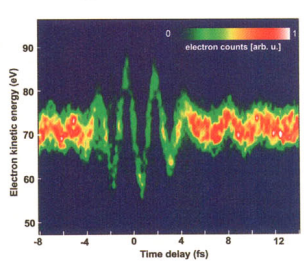 0 1
electron counts [arb. u.]
90
80
70
60
50
Electron kinetic energy (eV)
-8 -4 0 4 8 12
Time delay (fs)